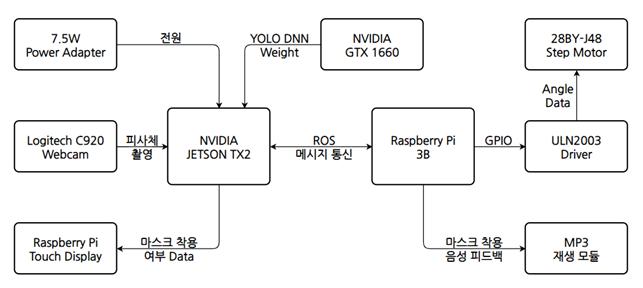 7.5W
Power Adapter
전원
YOLO DNN
Weight
NVIDIA
GTX 1660
28BY-J48
Step Motor
Angle
Data
Logitech C920
Webcam
피사체
촬영
NVIDIA
JETSON TX2
ROS
메시지 통신
Raspberry Pi
3B
GPIO
ULN2003
Driver
Raspberry Pi
Touch Display
마스크 착용
여부 Data
마스크 착용
음성 피드백
MP3
재생 모듈